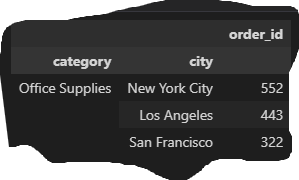 order_id
category city
Office Supplies New York City 552
Los Angeles 443
San Francisco 322